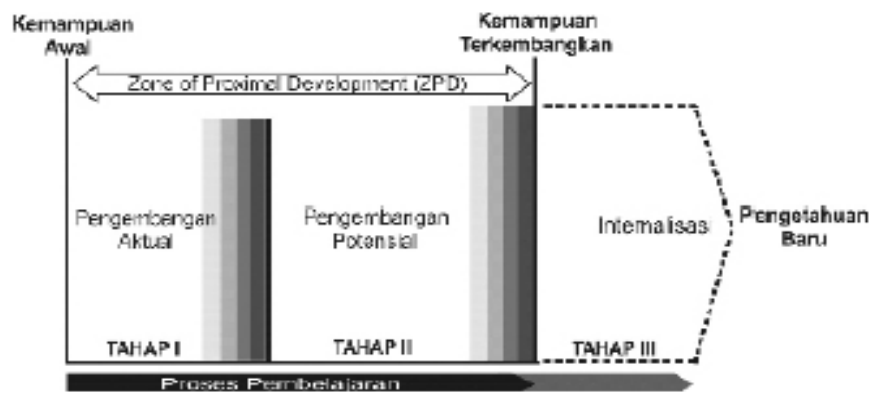 Kemampuan
Awal
Kemampuan
Terkembangkan
Zone of Proximal Development (ZPD)
Pengembangan
Aktual
Pengembangan
Potensial
Internalisasi
Pengetahuan
Baru
TAHAP I
TAHAP II
TAHAP III
Proses Pembelajaran